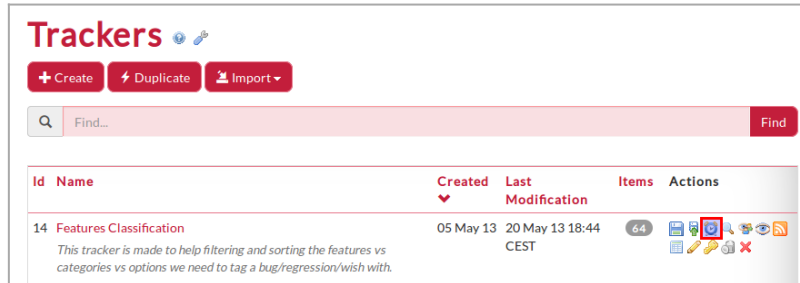 Trackers
Create Duplicate Import
Find... Find
Id Name Created Last Modification Items Actions
14 Features Classification 05 May 13 20 May 13 18:44 CEST 64 C
This tracker is made to help filtering and sorting the features vs
categories vs options we need to tag a bug/regression/wish with.